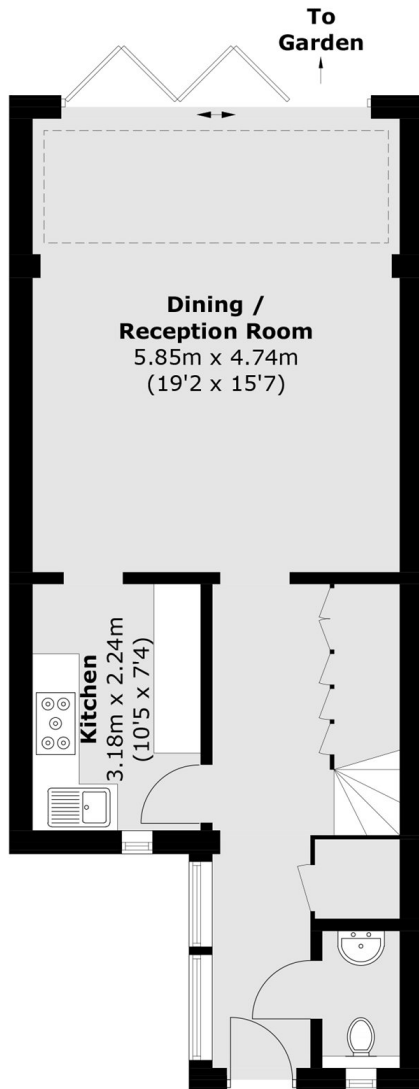 To
Garden
Dining /
Reception Room
5.85m x 4.74m
(19'2 x 15'7)
Kitchen
3.18m x 2.24m
(10'5 x 7'4)